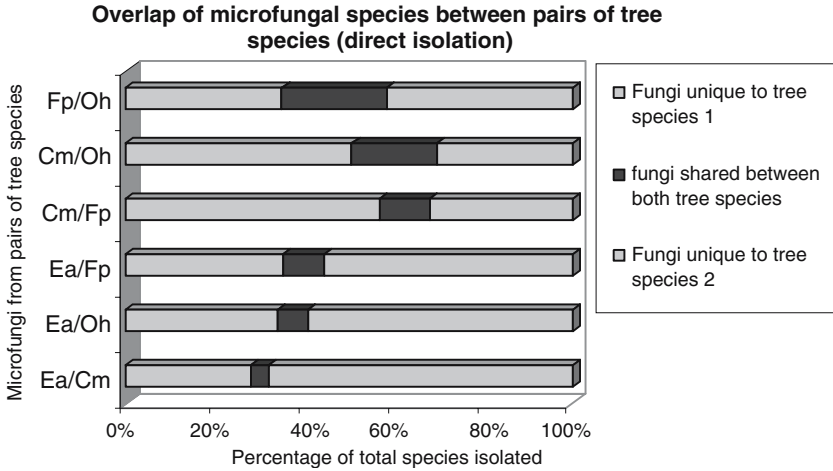 Overlap of microfungal species between pairs of tree
species (direct isolation)
Microfungi from pairs of tree species
Fp/Oh
Cm/Oh
Cm/Fp
Ea/Fp
Ea/Oh
Ea/Cm
0% 20% 40% 60% 80% 100%
Percentage of total species isolated
Fungi unique to tree
species 1
fungi shared between
both tree species
Fungi unique to tree
species 2